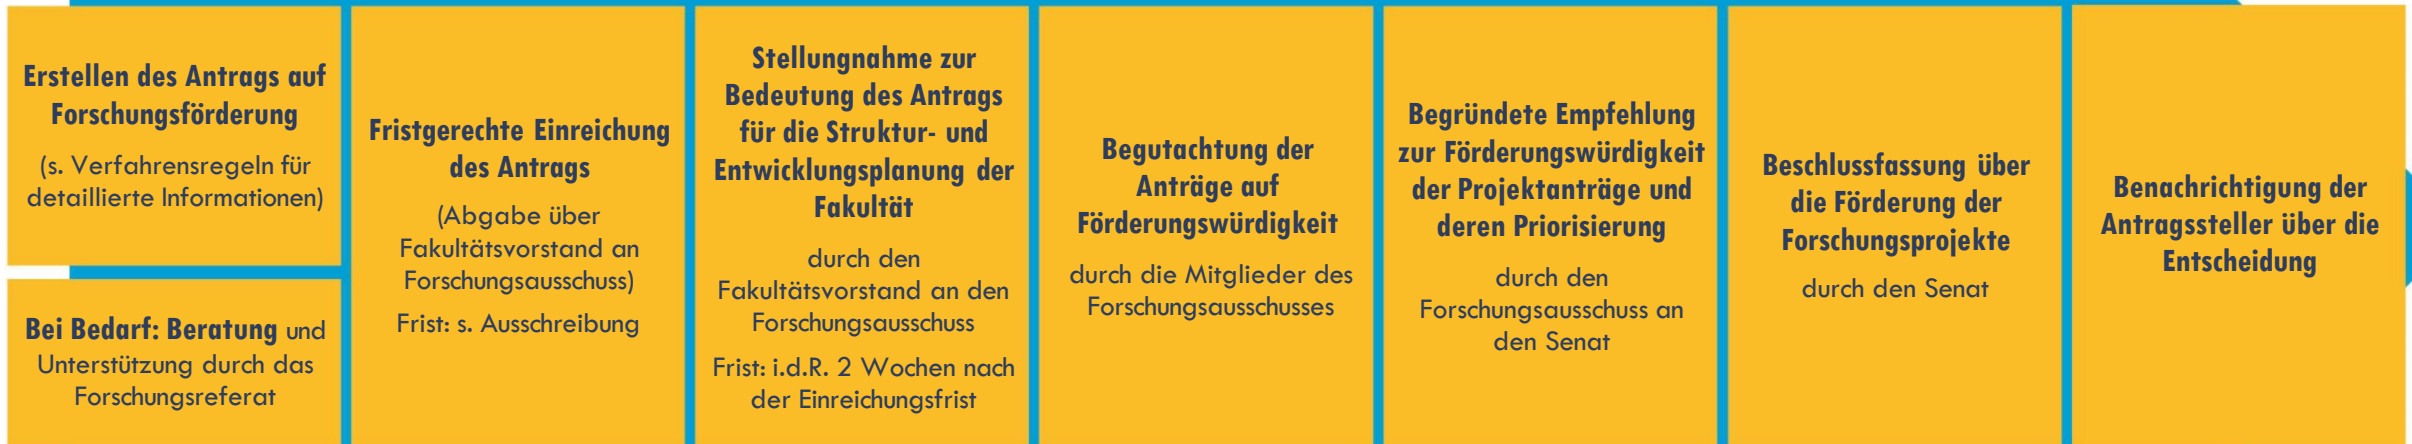 Erstellen des Antrags auf
Forschungsförderung
(s. Verfahrensregeln für
detaillierte Informationen)
Bei Bedarf: Beratung und
Unterstützung durch das
Forschungsreferat
Fristgerechte Einreichung
des Antrags
(Abgabe über
Fakultätsvorstand an
Forschungsausschuss)
Frist: s. Ausschreibung
Stellungnahme zur
Bedeutung des Antrags
für die Struktur- und
Entwicklungsplanung der
Fakultät
durch den
Fakultätsvorstand an den
Forschungsausschuss
Frist: i.d.R. 2 Wochen nach
der Einreichungsfrist
Begutachtung der
Anträge auf
Förderungswürdigkeit
durch die Mitglieder des
Forschungsausschusses
Begründete Empfehlung
zur Förderungswürdigkeit
der Projektanträge und
deren Priorisierung
durch den
Forschungsausschuss an
den Senat
Beschlussfassung über
die Förderung der
Forschungsprojekte
durch den Senat
Benachrichtigung der
Antragssteller über die
Entscheidung